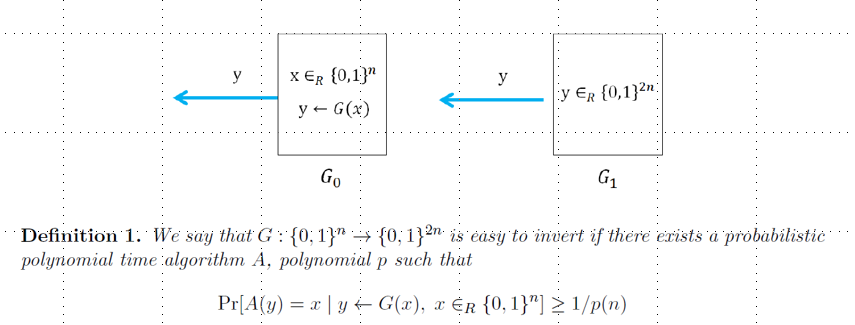 y
x ∈R {0,1}ⁿ
y ← G(x)
G₀
y
y ∈R {0,1}²ⁿ
G₁
Definition 1. We say that G : {0,1}ⁿ → {0,1}²ⁿ is easy to invert if there exists a probabilistic
polynomial time algorithm A, polynomial p such that
Pr[A(y) = x | y ← G(x), x ∈R {0,1}ⁿ] ≥ 1/p(n)